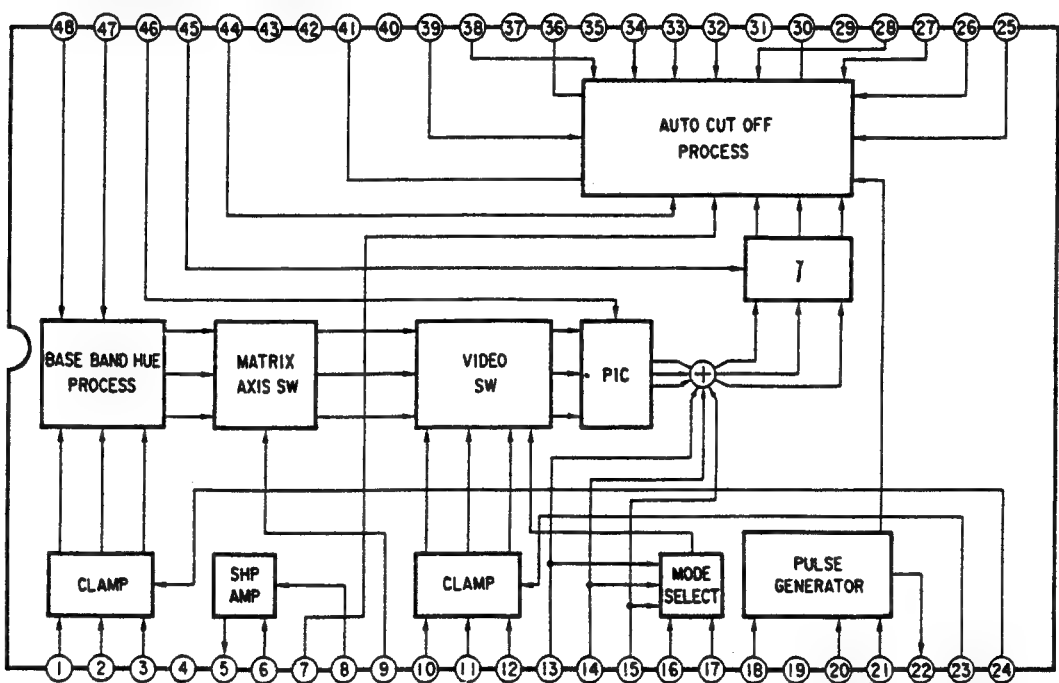 48 47 46 45 44 43 42 41 40 39 38 37 36 35 34 33 32 31 30 29 28 27 26 25
AUTO CUT OFF
PROCESS
γ
BASE BAND HUE
PROCESS
MATRIX
AXIS SW
VIDEO
SW
PIC
+
CLAMP
SHP
AMP
CLAMP
MODE
SELECT
PULSE
GENERATOR
1 2 3 4 5 6 7 8 9 10 11 12 13 14 15 16 17 18 19 20 21 22 23 24